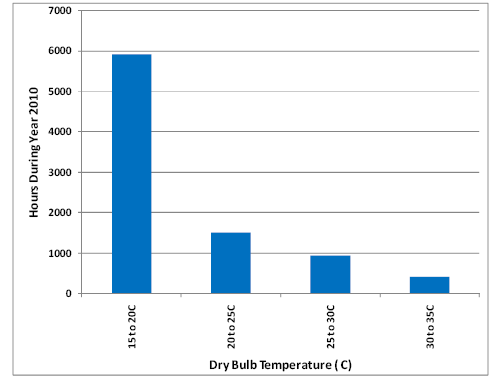 7000
6000
5000
4000
3000
2000
1000
0
Hours During Year 2010
15 to 20C
20 to 25C
25 to 30C
30 to 35C
Dry Bulb Temperature ( C)